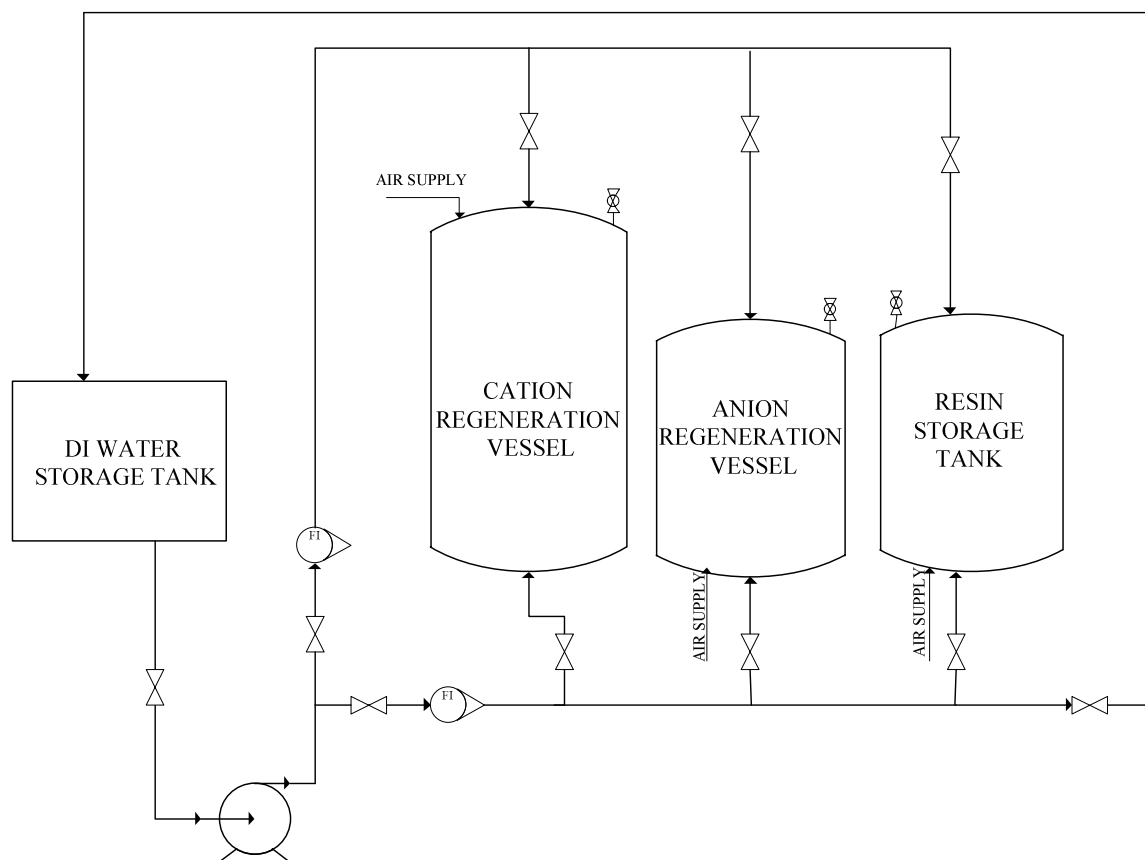 AIR SUPPLY
CATION
REGENERATION
VESSEL
ANION
REGENERATION
VESSEL
RESIN
STORAGE
TANK
DI WATER
STORAGE TANK
FI
AIR SUPPLY
AIR SUPPLY
FI